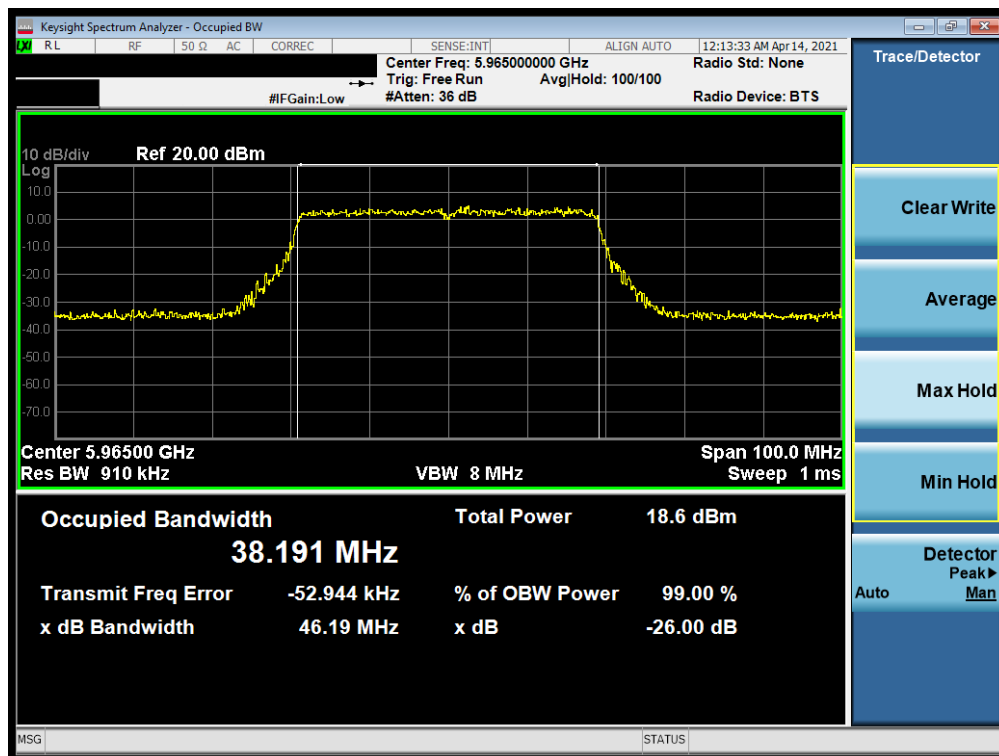 Keysight Spectrum Analyzer - Occupied BW
LXI RL RF 50 Ω AC CORREC SENSE:INT ALIGN AUTO 12:13:33 AM Apr 14, 2021
Center Freq: 5.965000000 GHz Radio Std: None
Trig: Free Run Avg|Hold: 100/100
#IFGain:Low #Atten: 36 dB Radio Device: BTS
Trace/Detector
10 dB/div Ref 20.00 dBm
Log
10.0
0.00
-10.0
-20.0
-30.0
-40.0
-50.0
-60.0
-70.0
Center 5.96500 GHz Span 100.0 MHz
Res BW 910 kHz VBW 8 MHz Sweep 1 ms
Occupied Bandwidth Total Power 18.6 dBm
38.191 MHz
Transmit Freq Error -52.944 kHz % of OBW Power 99.00 %
x dB Bandwidth 46.19 MHz x dB -26.00 dB
Clear Write
Average
Max Hold
Min Hold
Detector
Peak▶
Auto Man
MSG STATUS